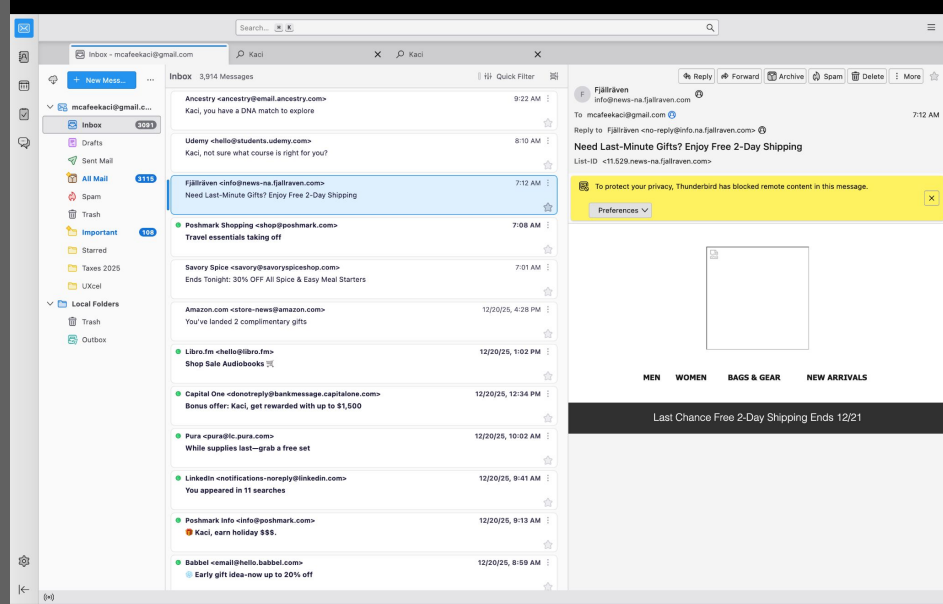 Search... ⌘ K
Inbox - mcafeekaci@gmail.com
Kaci
Kaci
+ New Mess...
mcafeekaci@gmail.c...
Inbox 3091
Drafts
Sent Mail
All Mail 3115
Spam
Trash
Important 108
Starred
Taxes 2025
UXcel
Local Folders
Trash
Outbox
Inbox 3,914 Messages Quick Filter
Ancestry <ancestry@email.ancestry.com> 9:22 AM
Kaci, you have a DNA match to explore
Udemy <hello@students.udemy.com> 8:10 AM
Kaci, not sure what course is right for you?
Fjällräven <info@news-na.fjallraven.com> 7:12 AM
Need Last-Minute Gifts? Enjoy Free 2-Day Shipping
Poshmark Shopping <shop@poshmark.com> 7:08 AM
Travel essentials taking off
Savory Spice <savory@savoryspiceshop.com> 7:01 AM
Ends Tonight: 30% OFF All Spice & Easy Meal Starters
Amazon.com <store-news@amazon.com> 12/20/25, 4:28 PM
You've landed 2 complimentary gifts
Libro.fm <hello@libro.fm> 12/20/25, 1:02 PM
Shop Sale Audiobooks 🛒
Capital One <donotreply@bankmessage.capitalone.com> 12/20/25, 12:34 PM
Bonus offer: Kaci, get rewarded with up to $1,500
Pura <pura@lc.pura.com> 12/20/25, 10:02 AM
While supplies last—grab a free set
LinkedIn <notifications-noreply@linkedin.com> 12/20/25, 9:41 AM
You appeared in 11 searches
Poshmark Info <info@poshmark.com> 12/20/25, 9:13 AM
🎁 Kaci, earn holiday $$$.
Babbel <email@hello.babbel.com> 12/20/25, 8:59 AM
Early gift idea-now up to 20% off
Reply Forward Archive Spam Delete More
F
Fjällräven
info@news-na.fjallraven.com
To mcafeekaci@gmail.com 7:12 AM
Reply to Fjällräven <no-reply@info.na.fjallraven.com>
Need Last-Minute Gifts? Enjoy Free 2-Day Shipping
List-ID <11.529.news-na.fjallraven.com>
To protect your privacy, Thunderbird has blocked remote content in this message.
Preferences
MEN WOMEN BAGS & GEAR NEW ARRIVALS
Last Chance Free 2-Day Shipping Ends 12/21